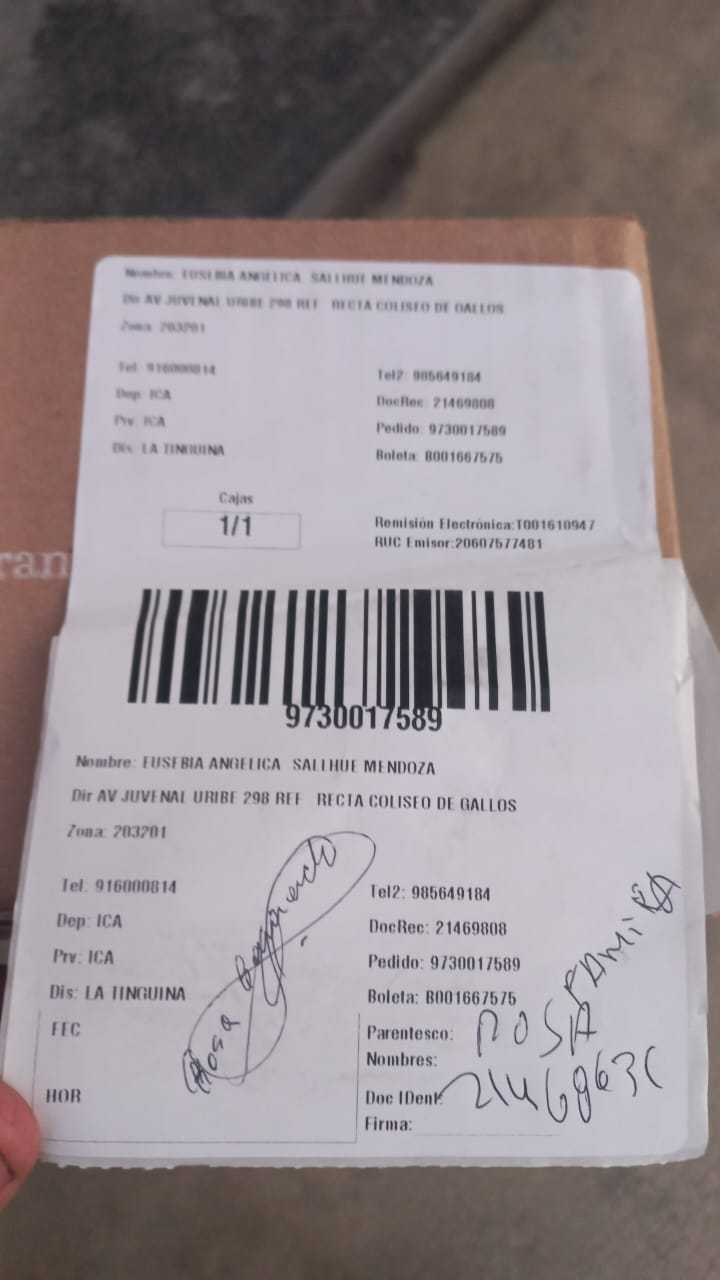 Nombre: EUSEBIA ANGELICA SALLHUE MENDOZA
Dir AV JUVENAL URIBE 298 REF RECTA COLISEO DE GALLOS
Zona: 203201
Tel: 916000814
Tel2: 985649184
Dep: ICA
DocRec: 21469808
Prv: ICA
Pedido: 9730017589
Dis: LA TINGUINA
Boleta: B001667575
Cajas
1/1
Remisión Electrónica:T001610947
RUC Emisor:20607577481
ran
9730017589
Nombre: EUSEBIA ANGELICA SALLHUE MENDOZA
Dir AV JUVENAL URIBE 298 REF RECTA COLISEO DE GALLOS
Zona: 203201
Tel: 916000814
Tel2: 985649184
Dep: ICA
DocRec: 21469808
Prv: ICA
Pedido: 9730017589
Dis: LA TINGUINA
Boleta: B001667575
FEC
Parentesco:
Nombres: ROSA
HOR
Doc IDent:
Firma:
Rosa